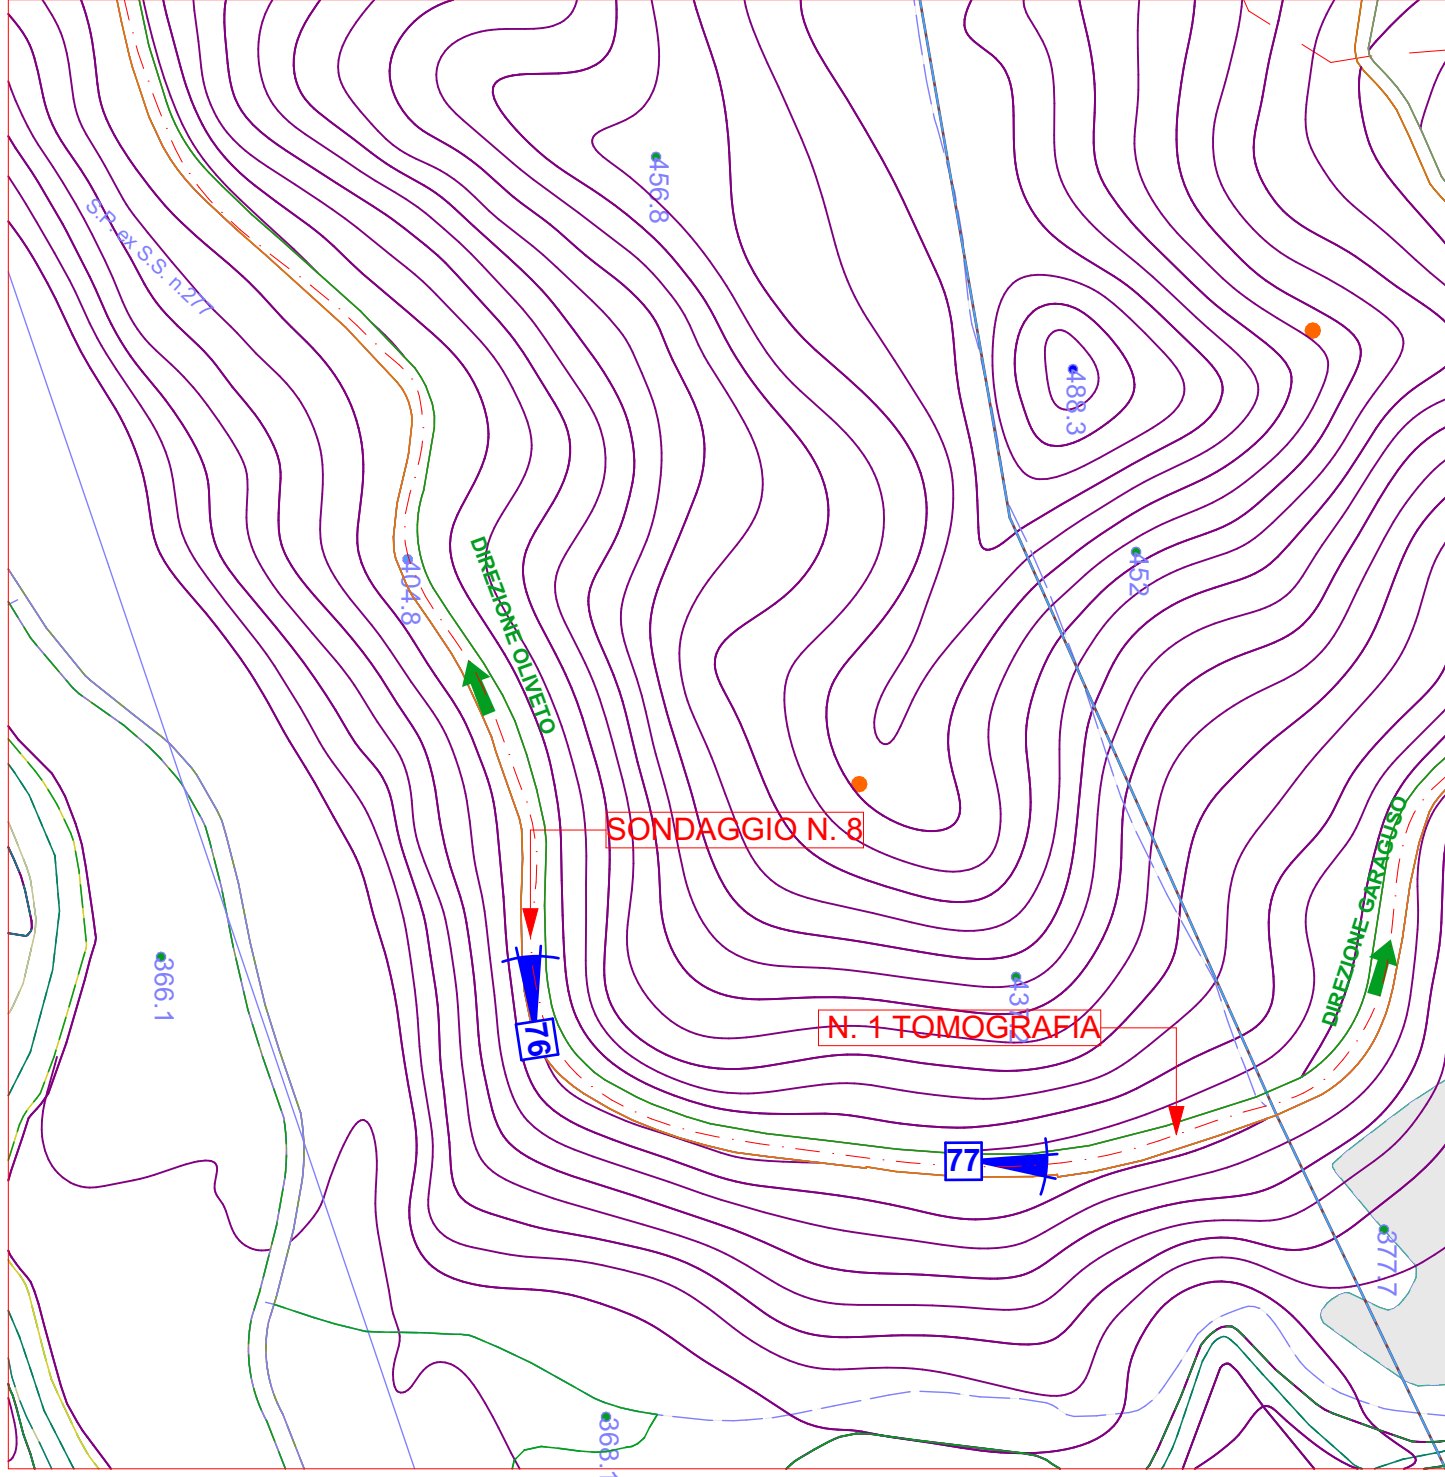 456.8
S.P. ex S.S. n.277
488.3
452
404.8
DIREZIONE OLIVETO
SONDAGGIO N. 8
DIREZIONE GARAGUSO
366.1
N. 1 TOMOGRAFIA
76
77
377.7